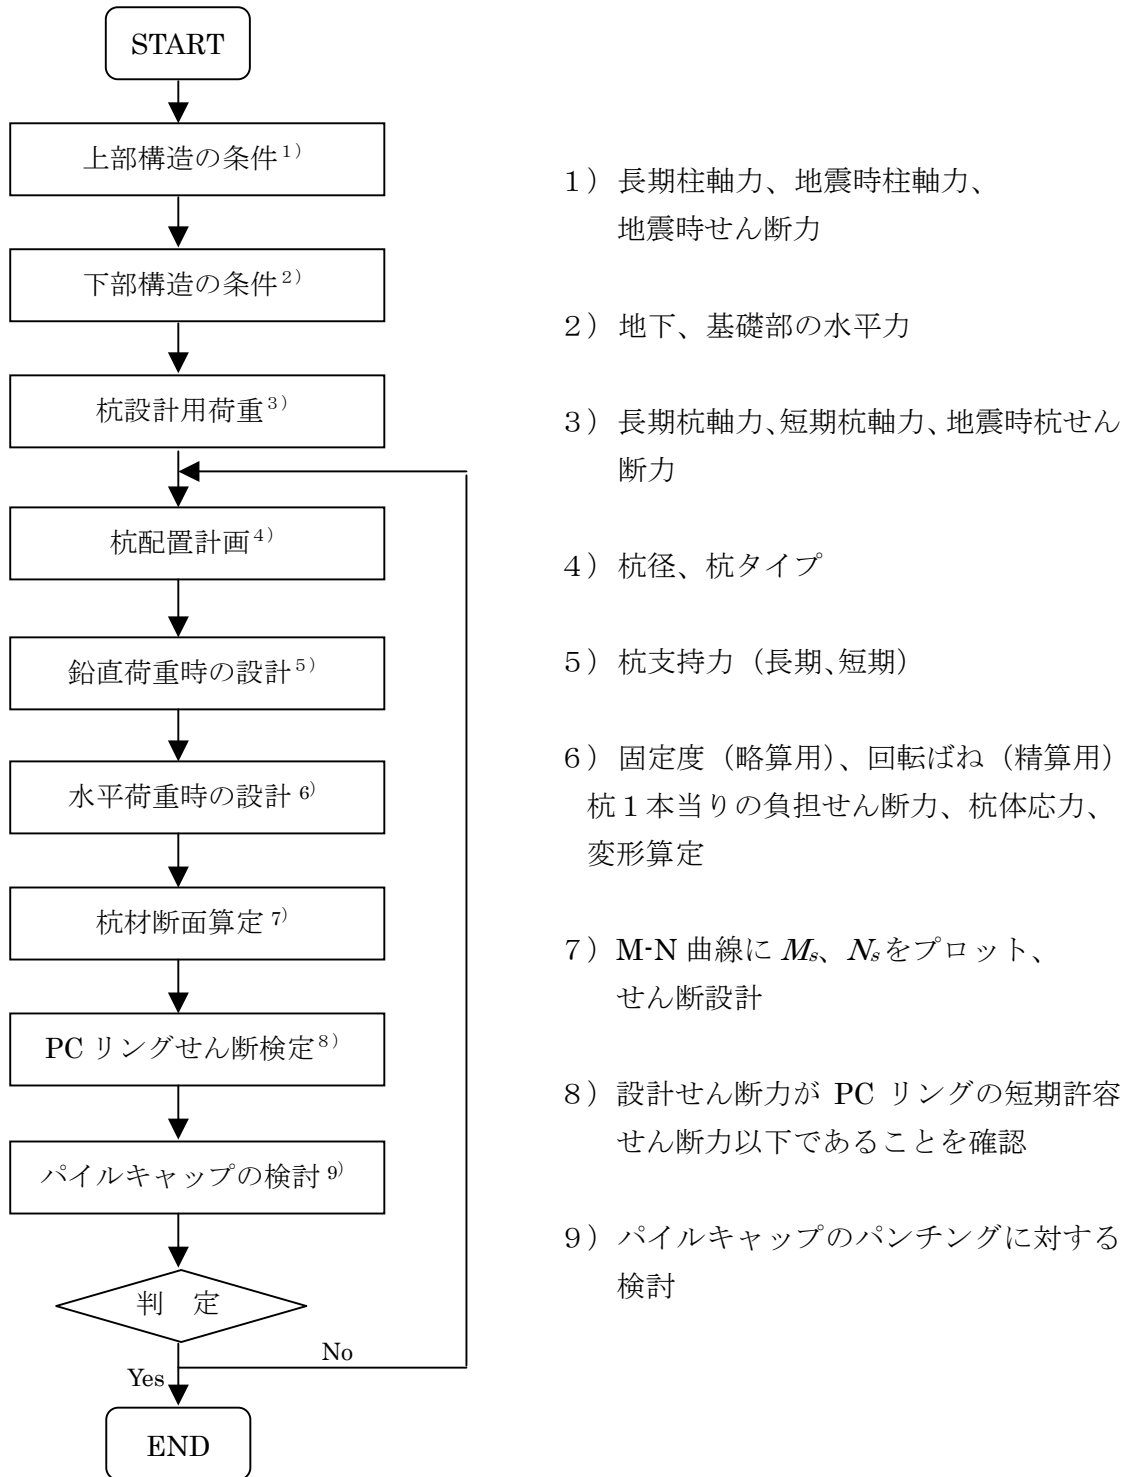 START
上部構造の条件1)
下部構造の条件2)
杭設計用荷重3)
杭配置計画4)
鉛直荷重時の設計5)
水平荷重時の設計 6)
杭材断面算定 7)
PC リングせん断検定8)
パイルキャップの検討 9)
判　定
No
Yes
END
１）長期柱軸力、地震時柱軸力、
地震時せん断力
２）地下、基礎部の水平力
３）長期杭軸力、短期杭軸力、地震時杭せん
断力
４）杭径、杭タイプ
５）杭支持力（長期、短期）
６）固定度（略算用）、回転ばね（精算用）
杭１本当りの負担せん断力、杭体応力、
変形算定
７）M-N 曲線に Ms、Nsをプロット、
せん断設計
８）設計せん断力が PC リングの短期許容
せん断力以下であることを確認
９）パイルキャップのパンチングに対する
検討